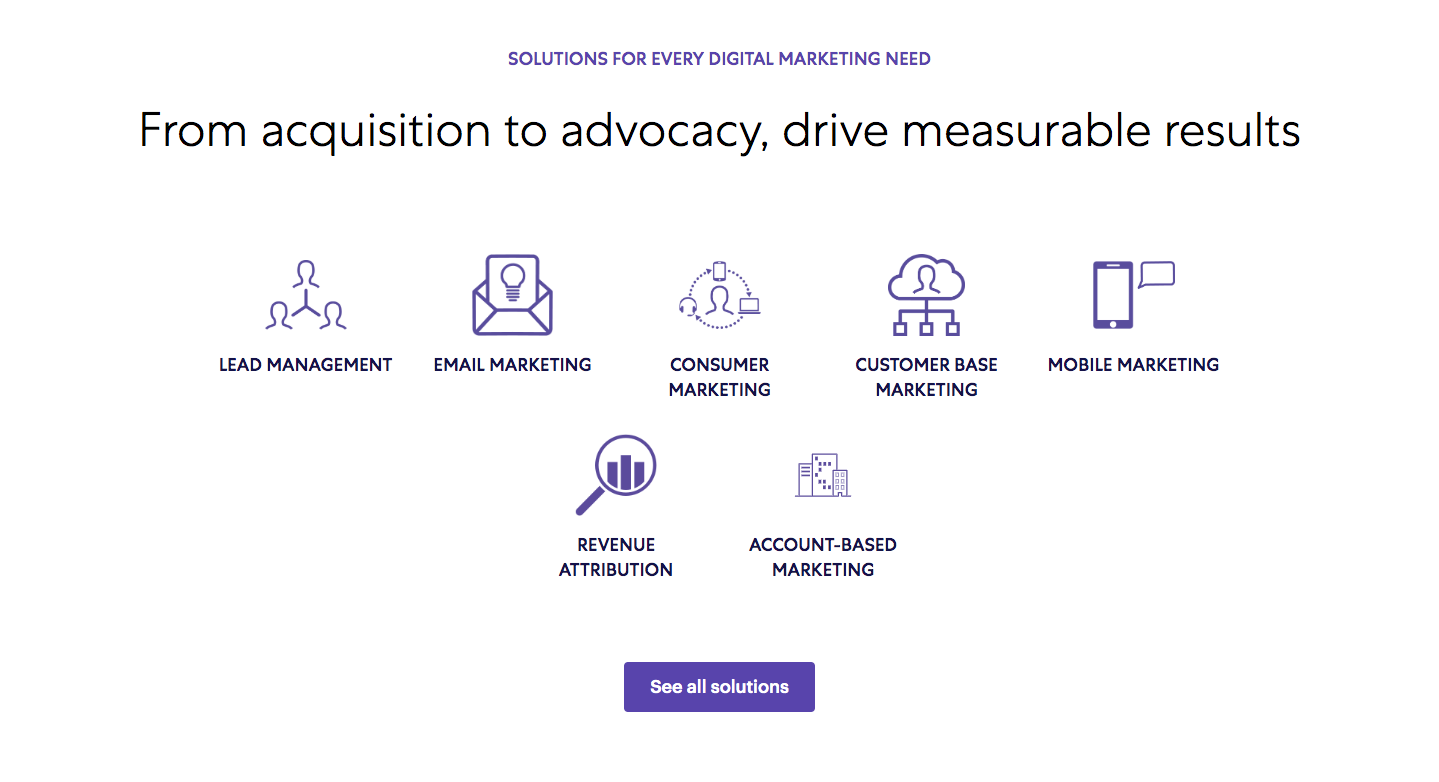 SOLUTIONS FOR EVERY DIGITAL MARKETING NEED
From acquisition to advocacy, drive measurable results
LEAD MANAGEMENT
EMAIL MARKETING
CONSUMER
MARKETING
CUSTOMER BASE
MARKETING
MOBILE MARKETING
REVENUE
ATTRIBUTION
ACCOUNT-BASED
MARKETING
See all solutions